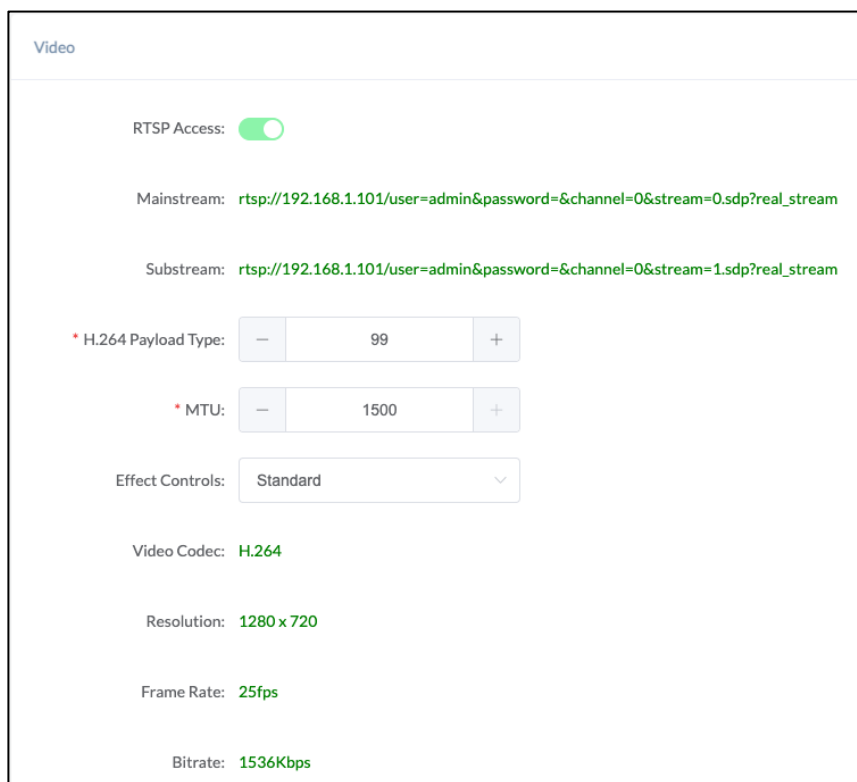 Video
RTSP Access:
Mainstream: rtsp://192.168.1.101/user=admin&password=&channel=0&stream=0.sdp?real_stream
Substream: rtsp://192.168.1.101/user=admin&password=&channel=0&stream=1.sdp?real_stream
* H.264 Payload Type: − 99 +
* MTU: − 1500 +
Effect Controls: Standard
Video Codec: H.264
Resolution: 1280 x 720
Frame Rate: 25fps
Bitrate: 1536Kbps